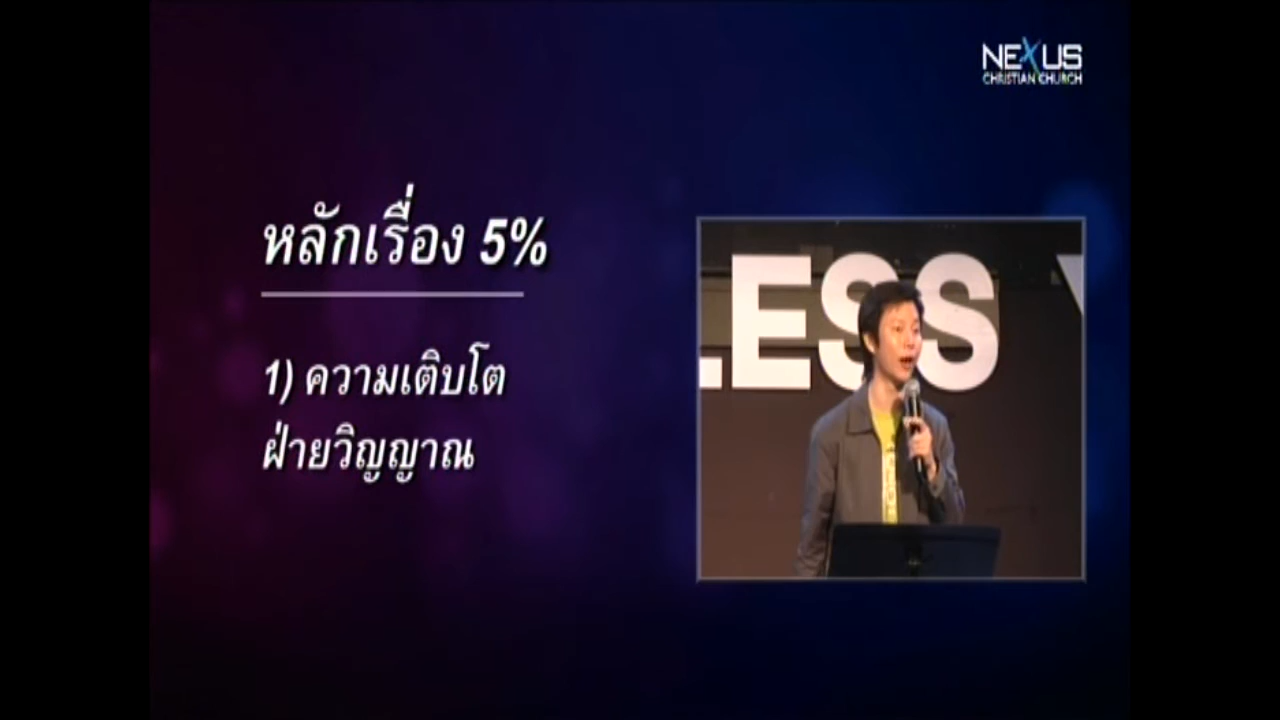 NEXUS
CHRISTIAN CHURCH
หลักเรื่อง 5%
1) ความเติบโต
ฝ่ายวิญญาณ
LESS